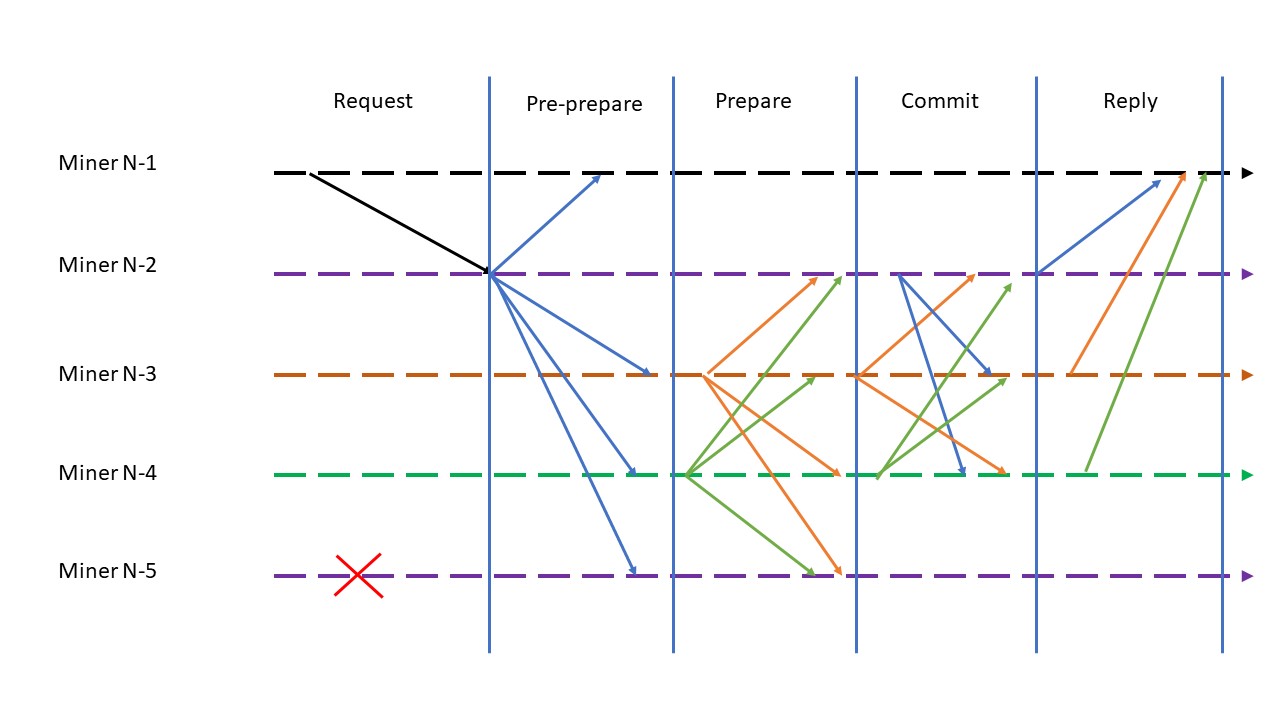 Request
Pre-prepare
Prepare
Commit
Reply
Miner N-1
Miner N-2
Miner N-3
Miner N-4
Miner N-5